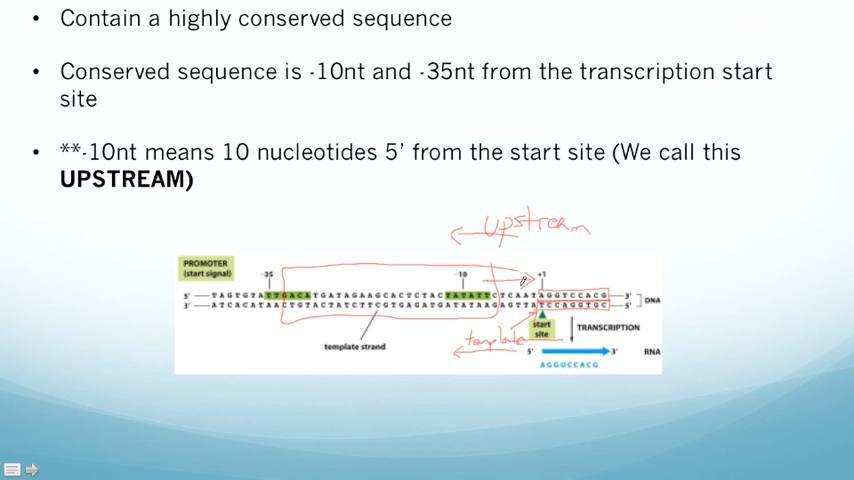 • Contain a highly conserved sequence
• Conserved sequence is -10nt and -35nt from the transcription start
site
• **-10nt means 10 nucleotides 5’ from the start site (We call this
UPSTREAM)
Upstream
PROMOTER
(start signal)
-35
-10
+1
5' TAGTGTATTGACATGATAGAAGCACTCTACTATATTCTCAATAGGTCCACG 3'
3' ATCACATAACTGTACTATCTTCGTGAGATGATATAAGAGTTATCCAGGTGC 5'
DNA
template strand
template
start
site
TRANSCRIPTION
5' 3' RNA
AGGUCCACG